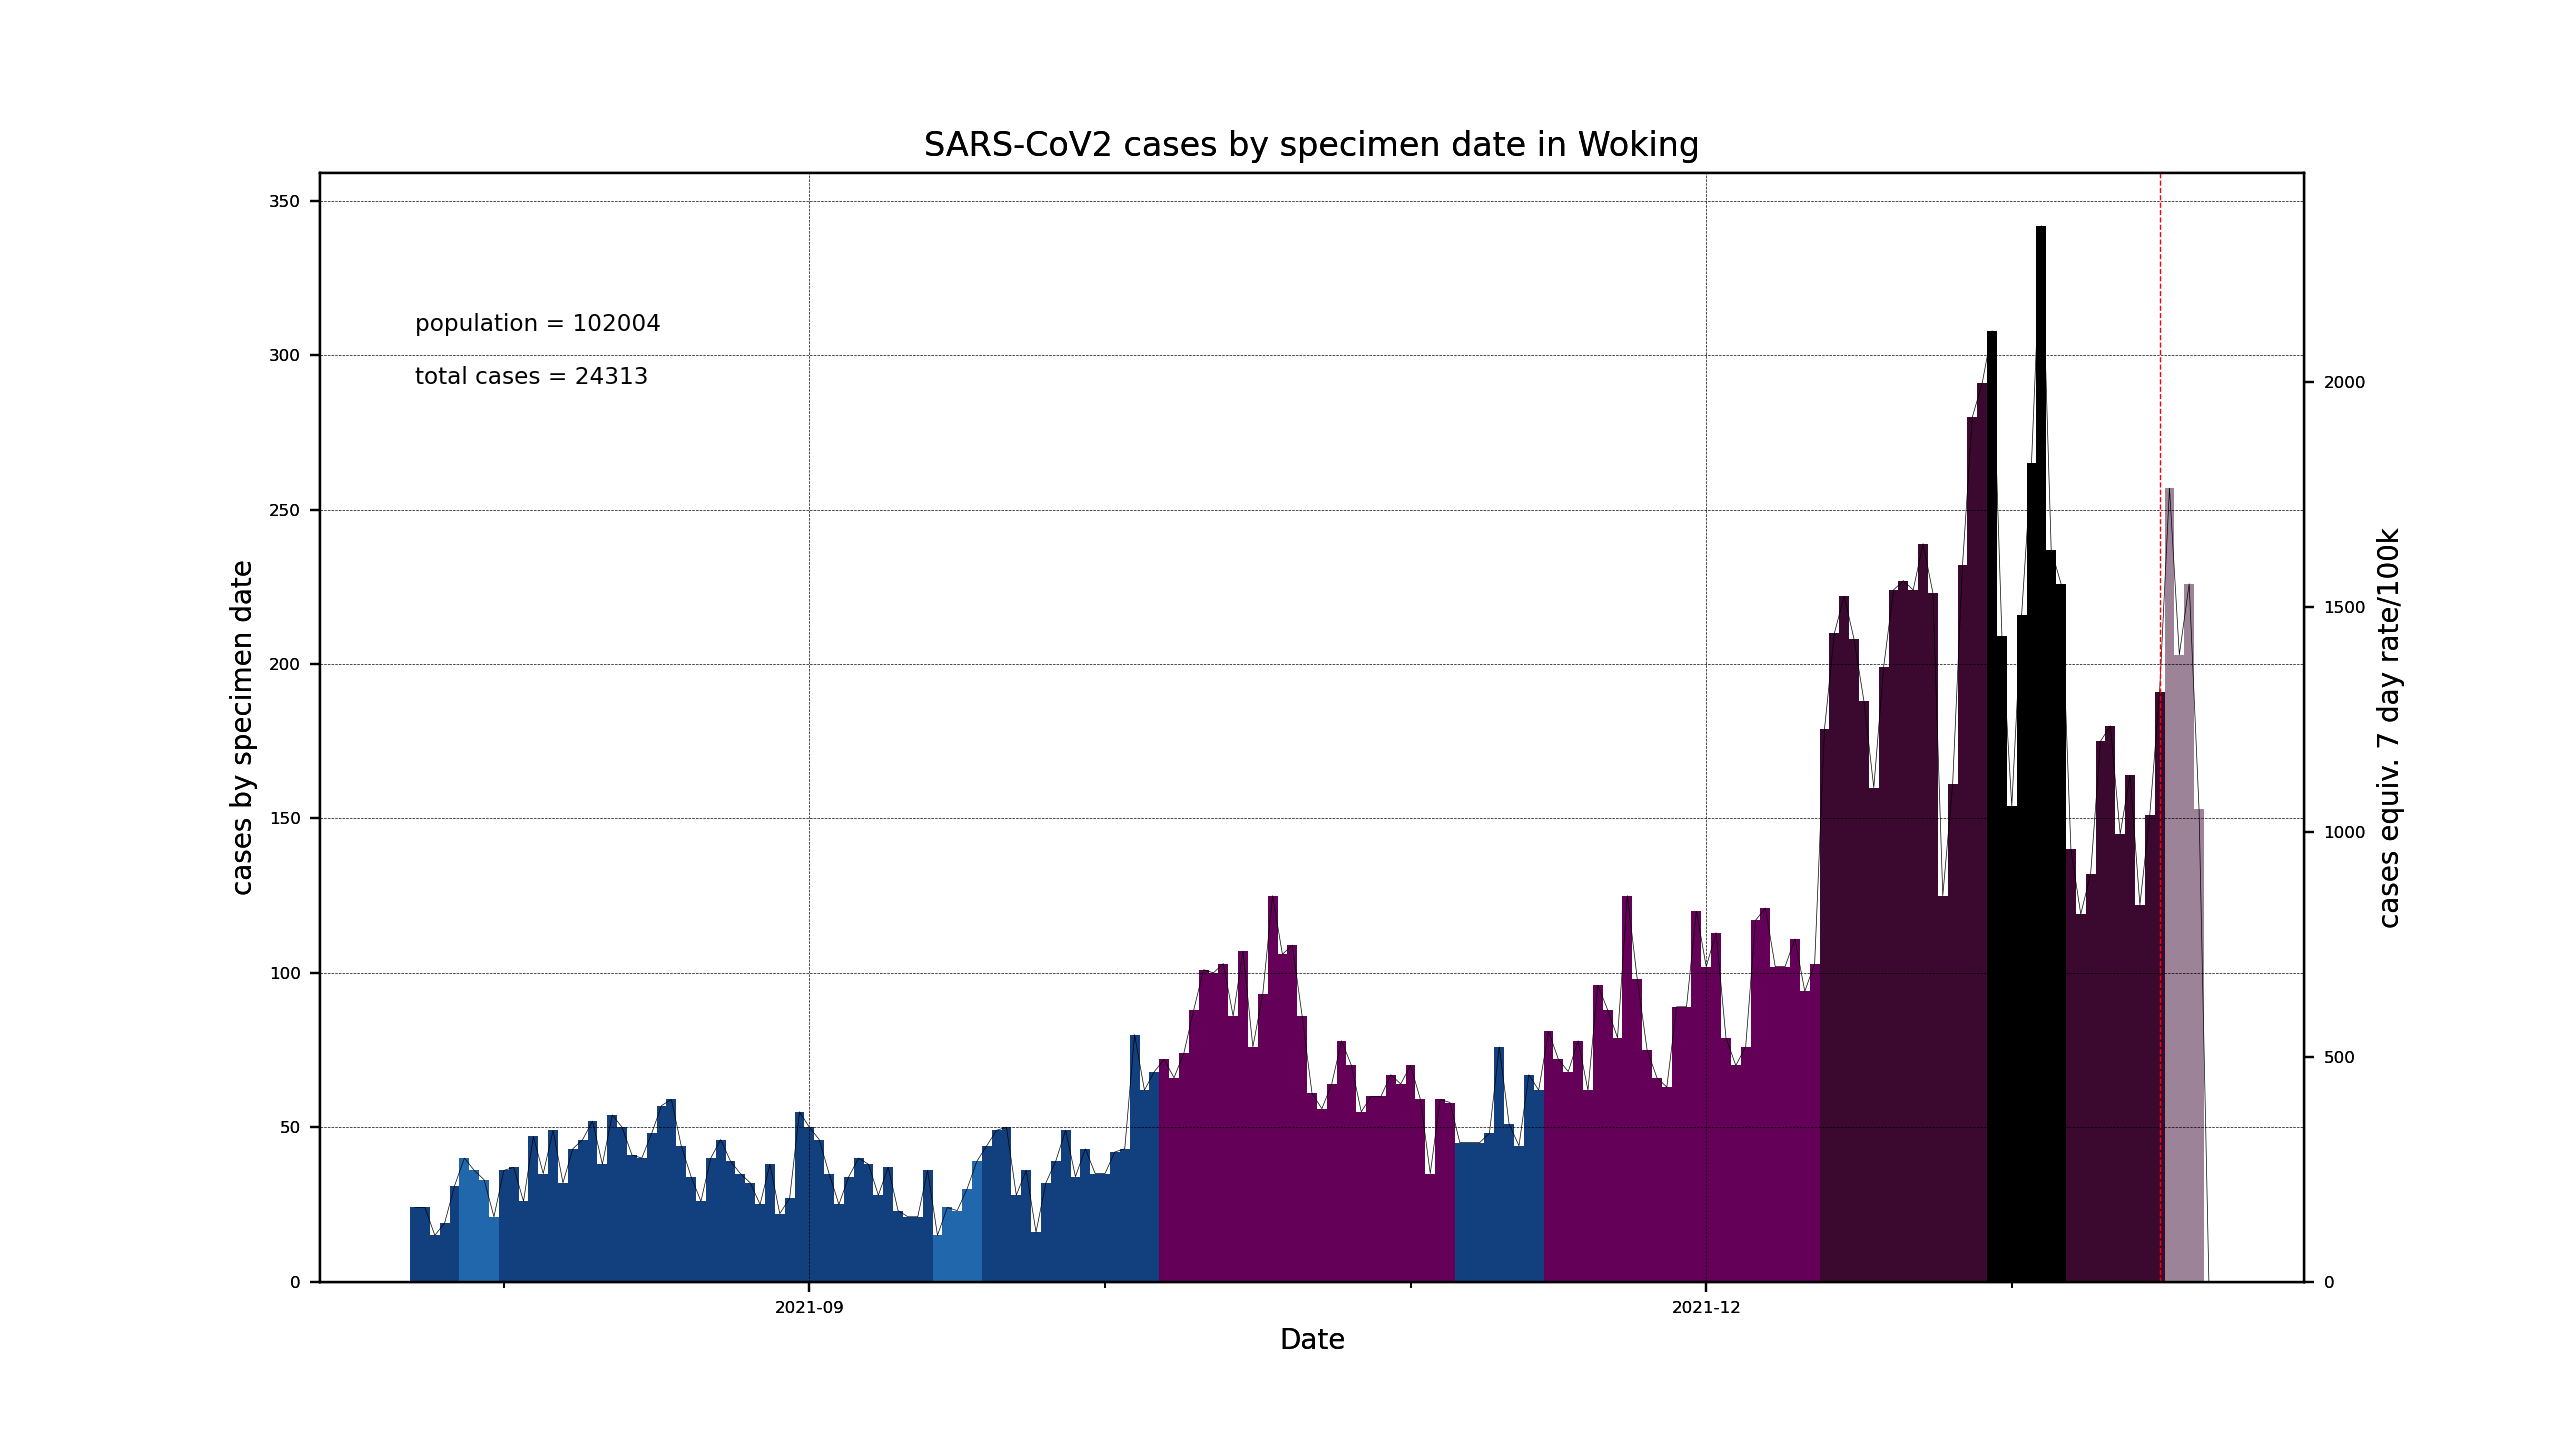 SARS-CoV2 cases by specimen date in Woking
population = 102004
total cases = 24313
cases by specimen date
350
300
250
200
150
100
50
0
2000
1500
1000
500
0
cases equiv. 7 day rate/100k
2021-09
2021-12
Date